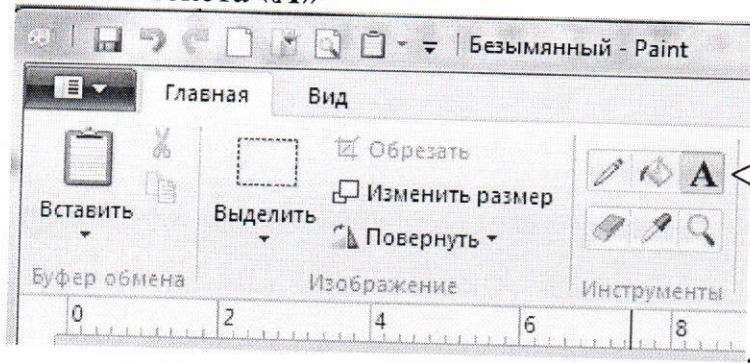 Безымянный - Paint
Главная Вид
Обрезать
Изменить размер
Вставить Выделить
Повернуть
Буфер обмена Изображение Инструменты
0 2 4 6 8
A